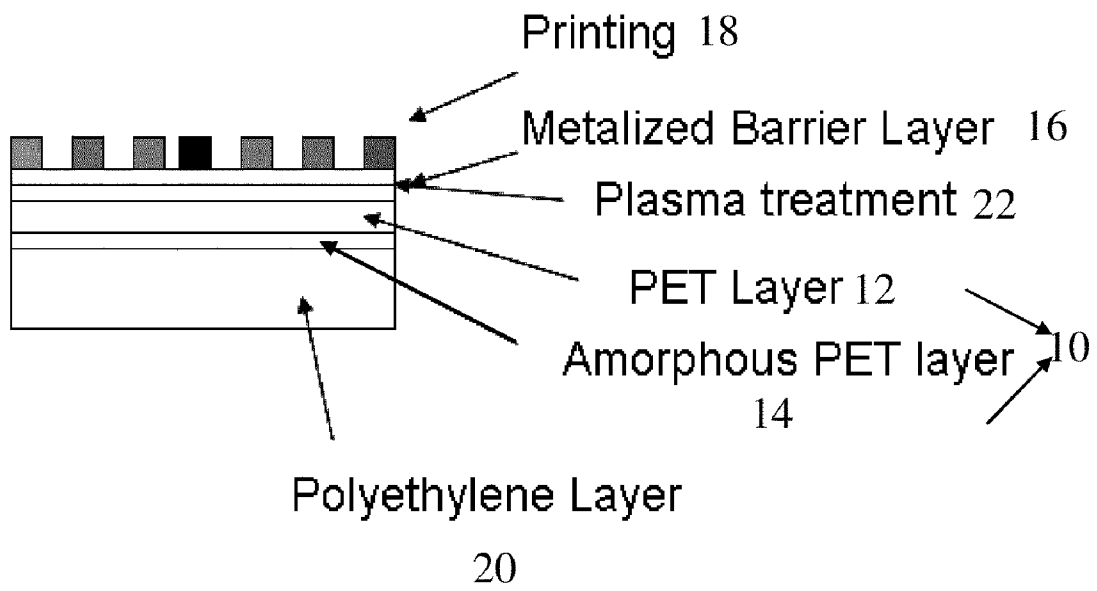 Printing 18
Metalized Barrier Layer 16
Plasma treatment 22
PET Layer 12
10
Amorphous PET layer
14
Polyethylene Layer
20